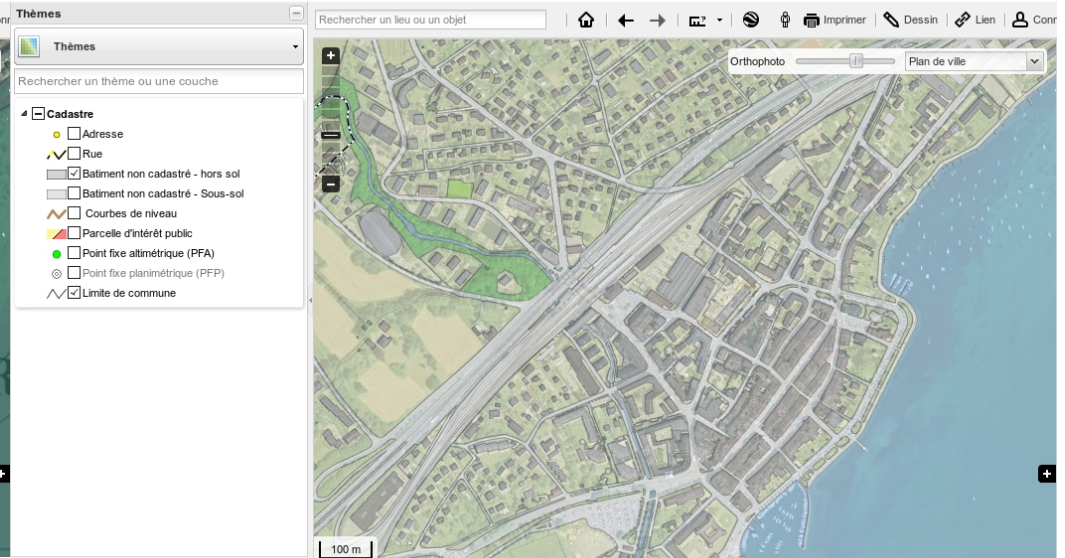 Thèmes
Thèmes
Rechercher un thème ou une couche
Cadastre
Adresse
Rue
Batiment non cadastré - hors sol
Batiment non cadastré - Sous-sol
Courbes de niveau
Parcelle d'intérêt public
Point fixe altimétrique (PFA)
Point fixe planimétrique (PFP)
Limite de commune
Rechercher un lieu ou un objet
Imprimer
Dessin
Lien
Conn
Orthophoto
Plan de ville
100 m